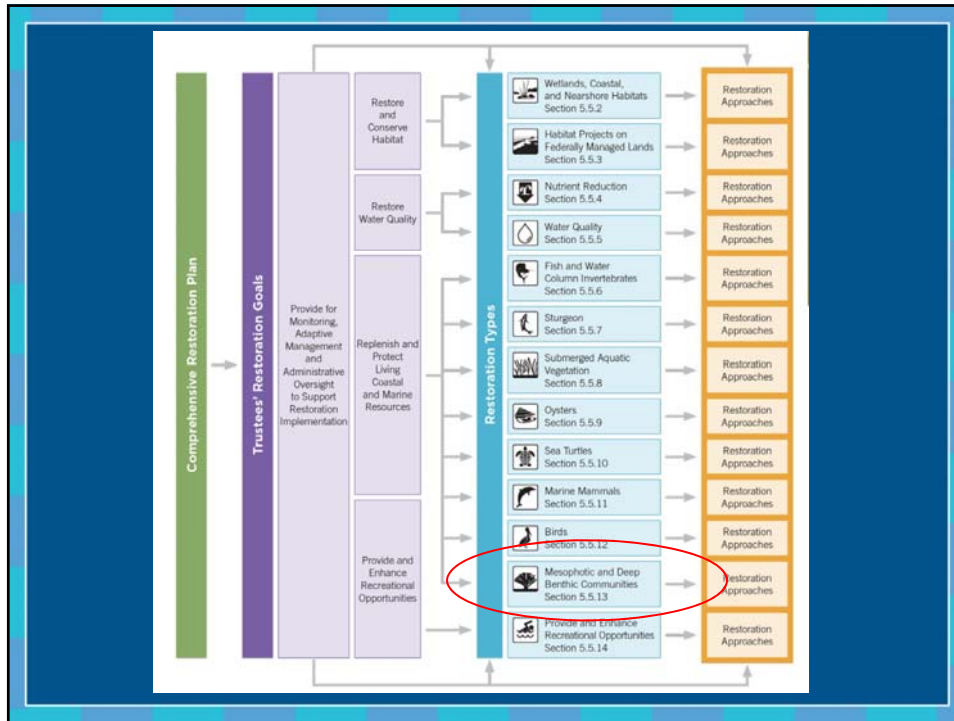 Comprehensive Restoration Plan
Trustees' Restoration Goals
Provide for
Monitoring,
Adaptive
Management
and
Administrative
Oversight
to Support
Restoration
Implementation
Restore
and
Conserve
Habitat
Restore
Water Quality
Replenish and
Protect
Living
Coastal
and Marine
Resources
Provide and
Enhance
Recreational
Opportunities
Restoration Types
Wetlands, Coastal,
and Nearshore Habitats
Section 5.5.2
Restoration
Approaches
Habitat Projects on
Federally Managed Lands
Section 5.5.3
Restoration
Approaches
Nutrient Reduction
Section 5.5.4
Restoration
Approaches
Water Quality
Section 5.5.5
Restoration
Approaches
Fish and Water
Column Invertebrates
Section 5.5.6
Restoration
Approaches
Sturgeon
Section 5.5.7
Restoration
Approaches
Submerged Aquatic
Vegetation
Section 5.5.8
Restoration
Approaches
Oysters
Section 5.5.9
Restoration
Approaches
Sea Turtles
Section 5.5.10
Restoration
Approaches
Marine Mammals
Section 5.5.11
Restoration
Approaches
Birds
Section 5.5.12
Restoration
Approaches
Mesophotic and Deep
Benthic Communities
Section 5.5.13
Restoration
Approaches
Provide and Enhance
Recreational Opportunities
Section 5.5.14
Restoration
Approaches